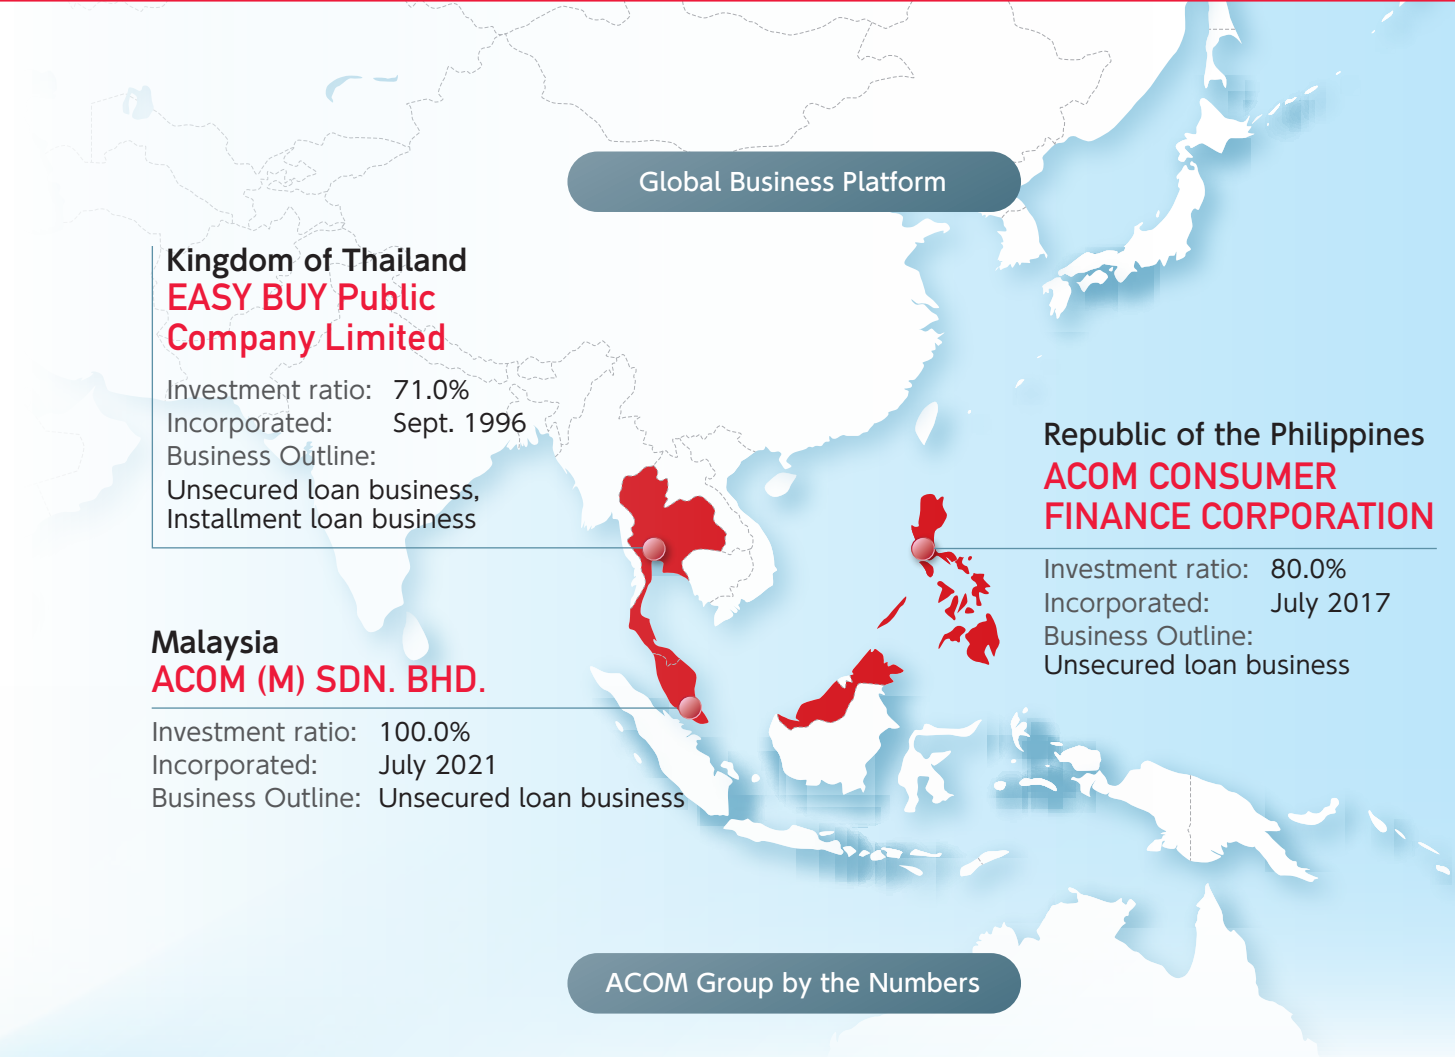 Global Business Platform
Kingdom of Thailand
EASY BUY Public
Company Limited
Investment ratio: 71.0%
Incorporated: Sept. 1996
Business Outline:
Unsecured loan business,
Installment loan business
Republic of the Philippines
ACOM CONSUMER
FINANCE CORPORATION
Investment ratio: 80.0%
Incorporated: July 2017
Business Outline:
Unsecured loan business
Malaysia
ACOM (M) SDN. BHD.
Investment ratio: 100.0%
Incorporated: July 2021
Business Outline: Unsecured loan business
ACOM Group by the Numbers